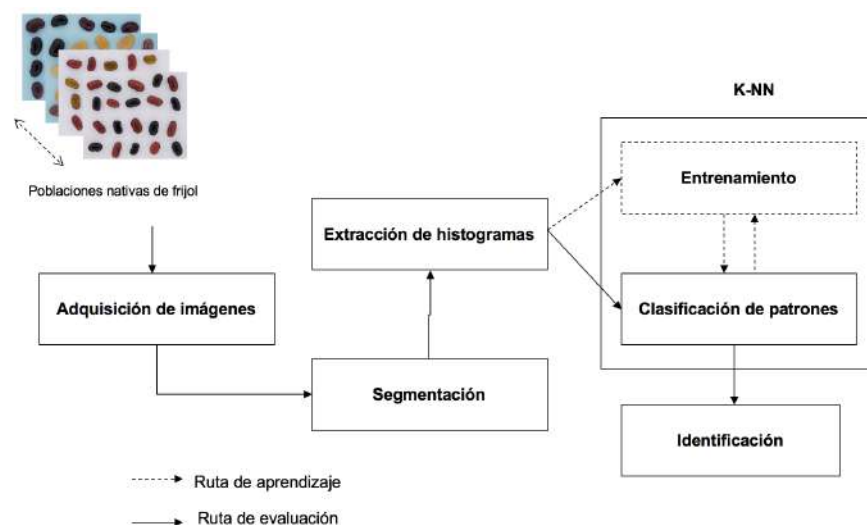 Poblaciones nativas de frijol
Adquisición de imágenes
Segmentación
Extracción de histogramas
K-NN
Entrenamiento
Clasificación de patrones
Identificación
Ruta de aprendizaje
Ruta de evaluación